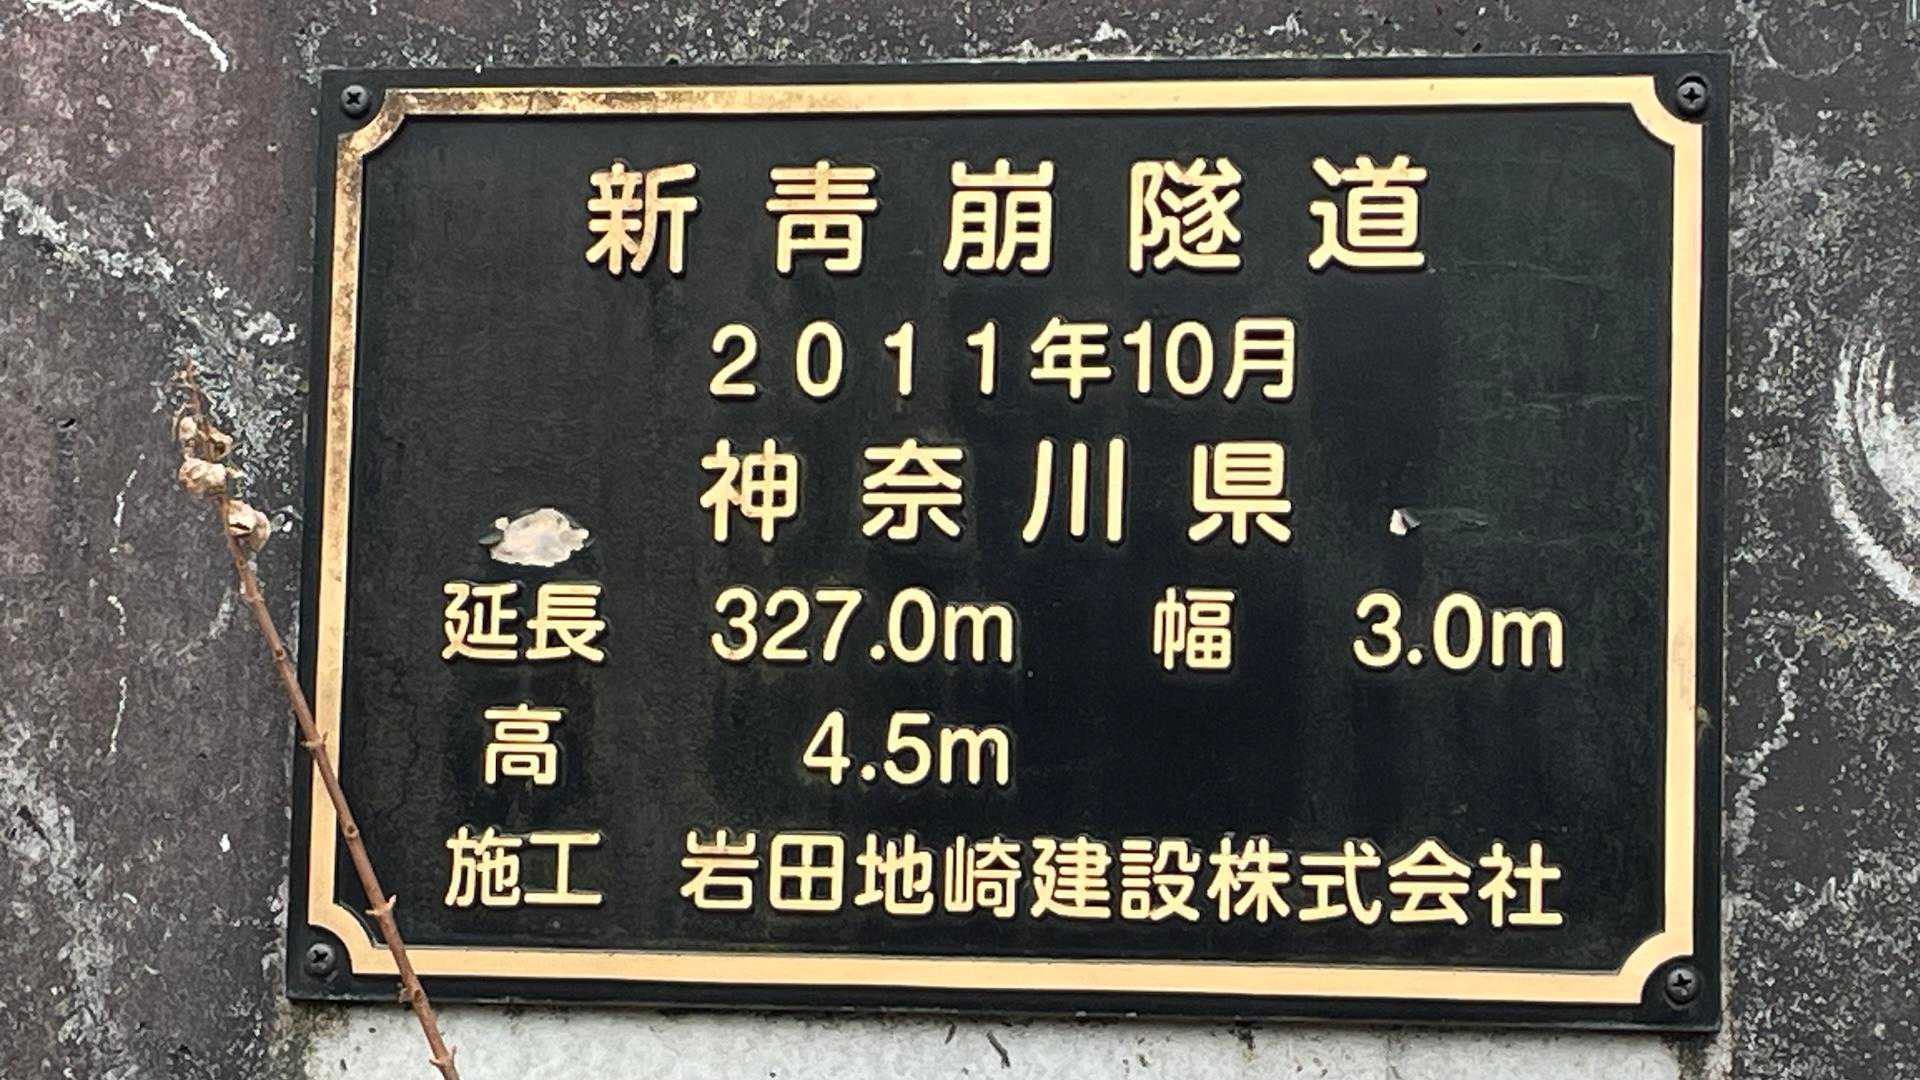 新青崩隧道
2011年10月
神奈川県
延長 327.0m 幅 3.0m
高 4.5m
施工 岩田地崎建設株式会社